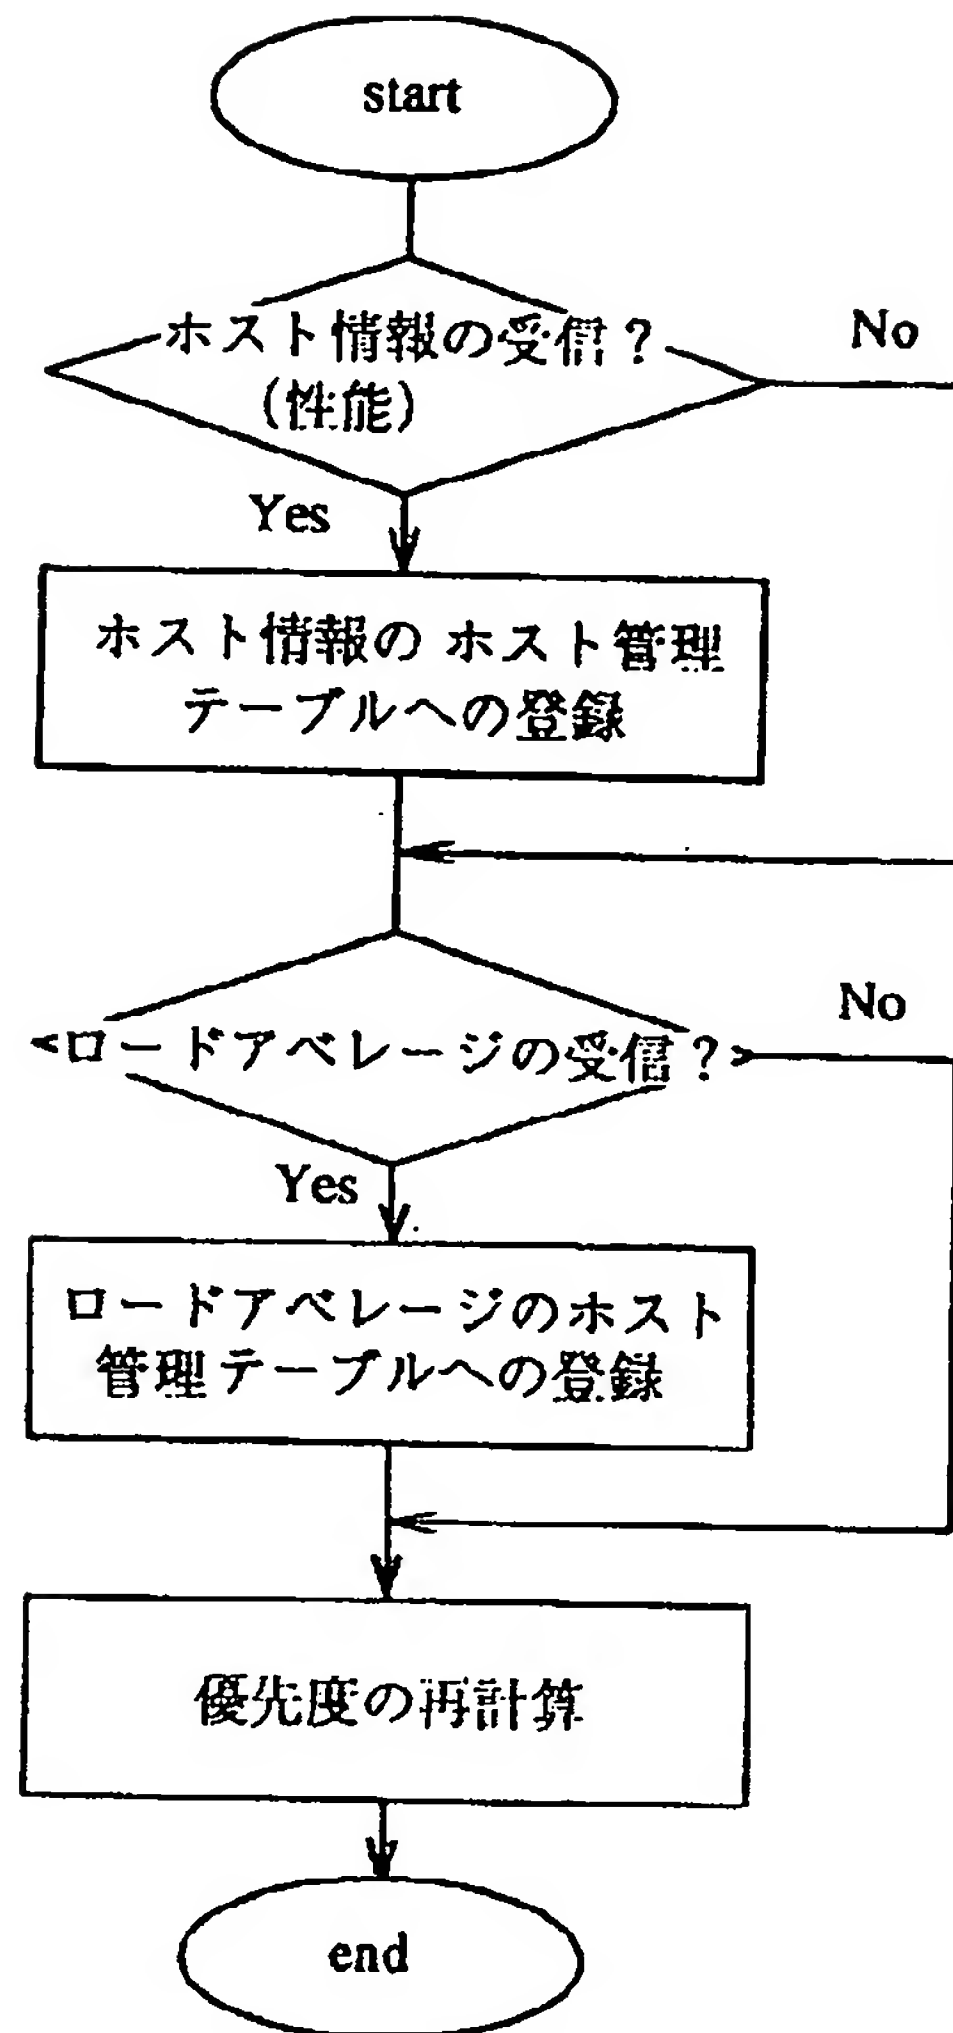 start
ホスト情報の受信?
(性能)
No
Yes
ホスト情報の ホスト管理
テーブルへの登録
ロードアベレージの受信?
No
Yes
ロードアベレージのホスト
管理テーブルへの登録
優先度の再計算
end